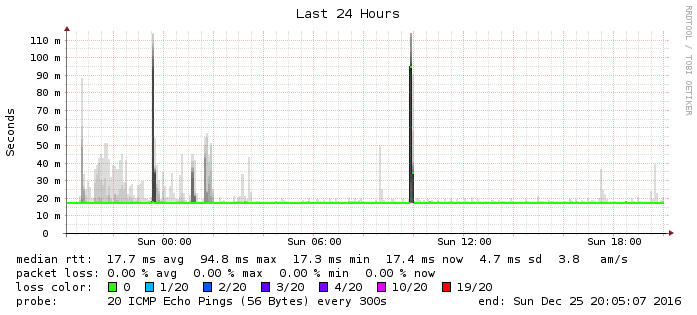 Last 24 Hours
RRDTOOL / TOBI OETIKER
Seconds
110 m
100 m
90 m
80 m
70 m
60 m
50 m
40 m
30 m
20 m
10 m
0 m
Sun 00:00 Sun 06:00 Sun 12:00 Sun 18:00
median rtt: 17.7 ms avg 94.8 ms max 17.3 ms min 17.4 ms now 4.7 ms sd 3.8 am/s
packet loss: 0.00 % avg 0.00 % max 0.00 % min 0.00 % now
loss color: 0 1/20 2/20 3/20 4/20 10/20 19/20
probe: 20 ICMP Echo Pings (56 Bytes) every 300s end: Sun Dec 25 20:05:07 2016